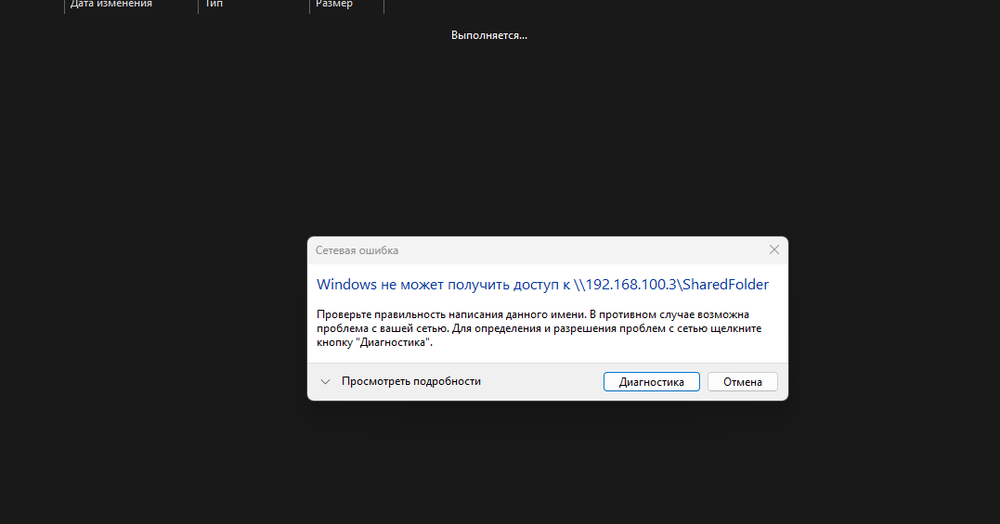 Дата изменения Тип Размер
Выполняется...
Сетевая ошибка
Windows не может получить доступ к \\192.168.100.3\SharedFolder
Проверьте правильность написания данного имени. В противном случае возможна
проблема с вашей сетью. Для определения и разрешения проблем с сетью щелкните
кнопку "Диагностика".
Просмотреть подробности Диагностика Отмена